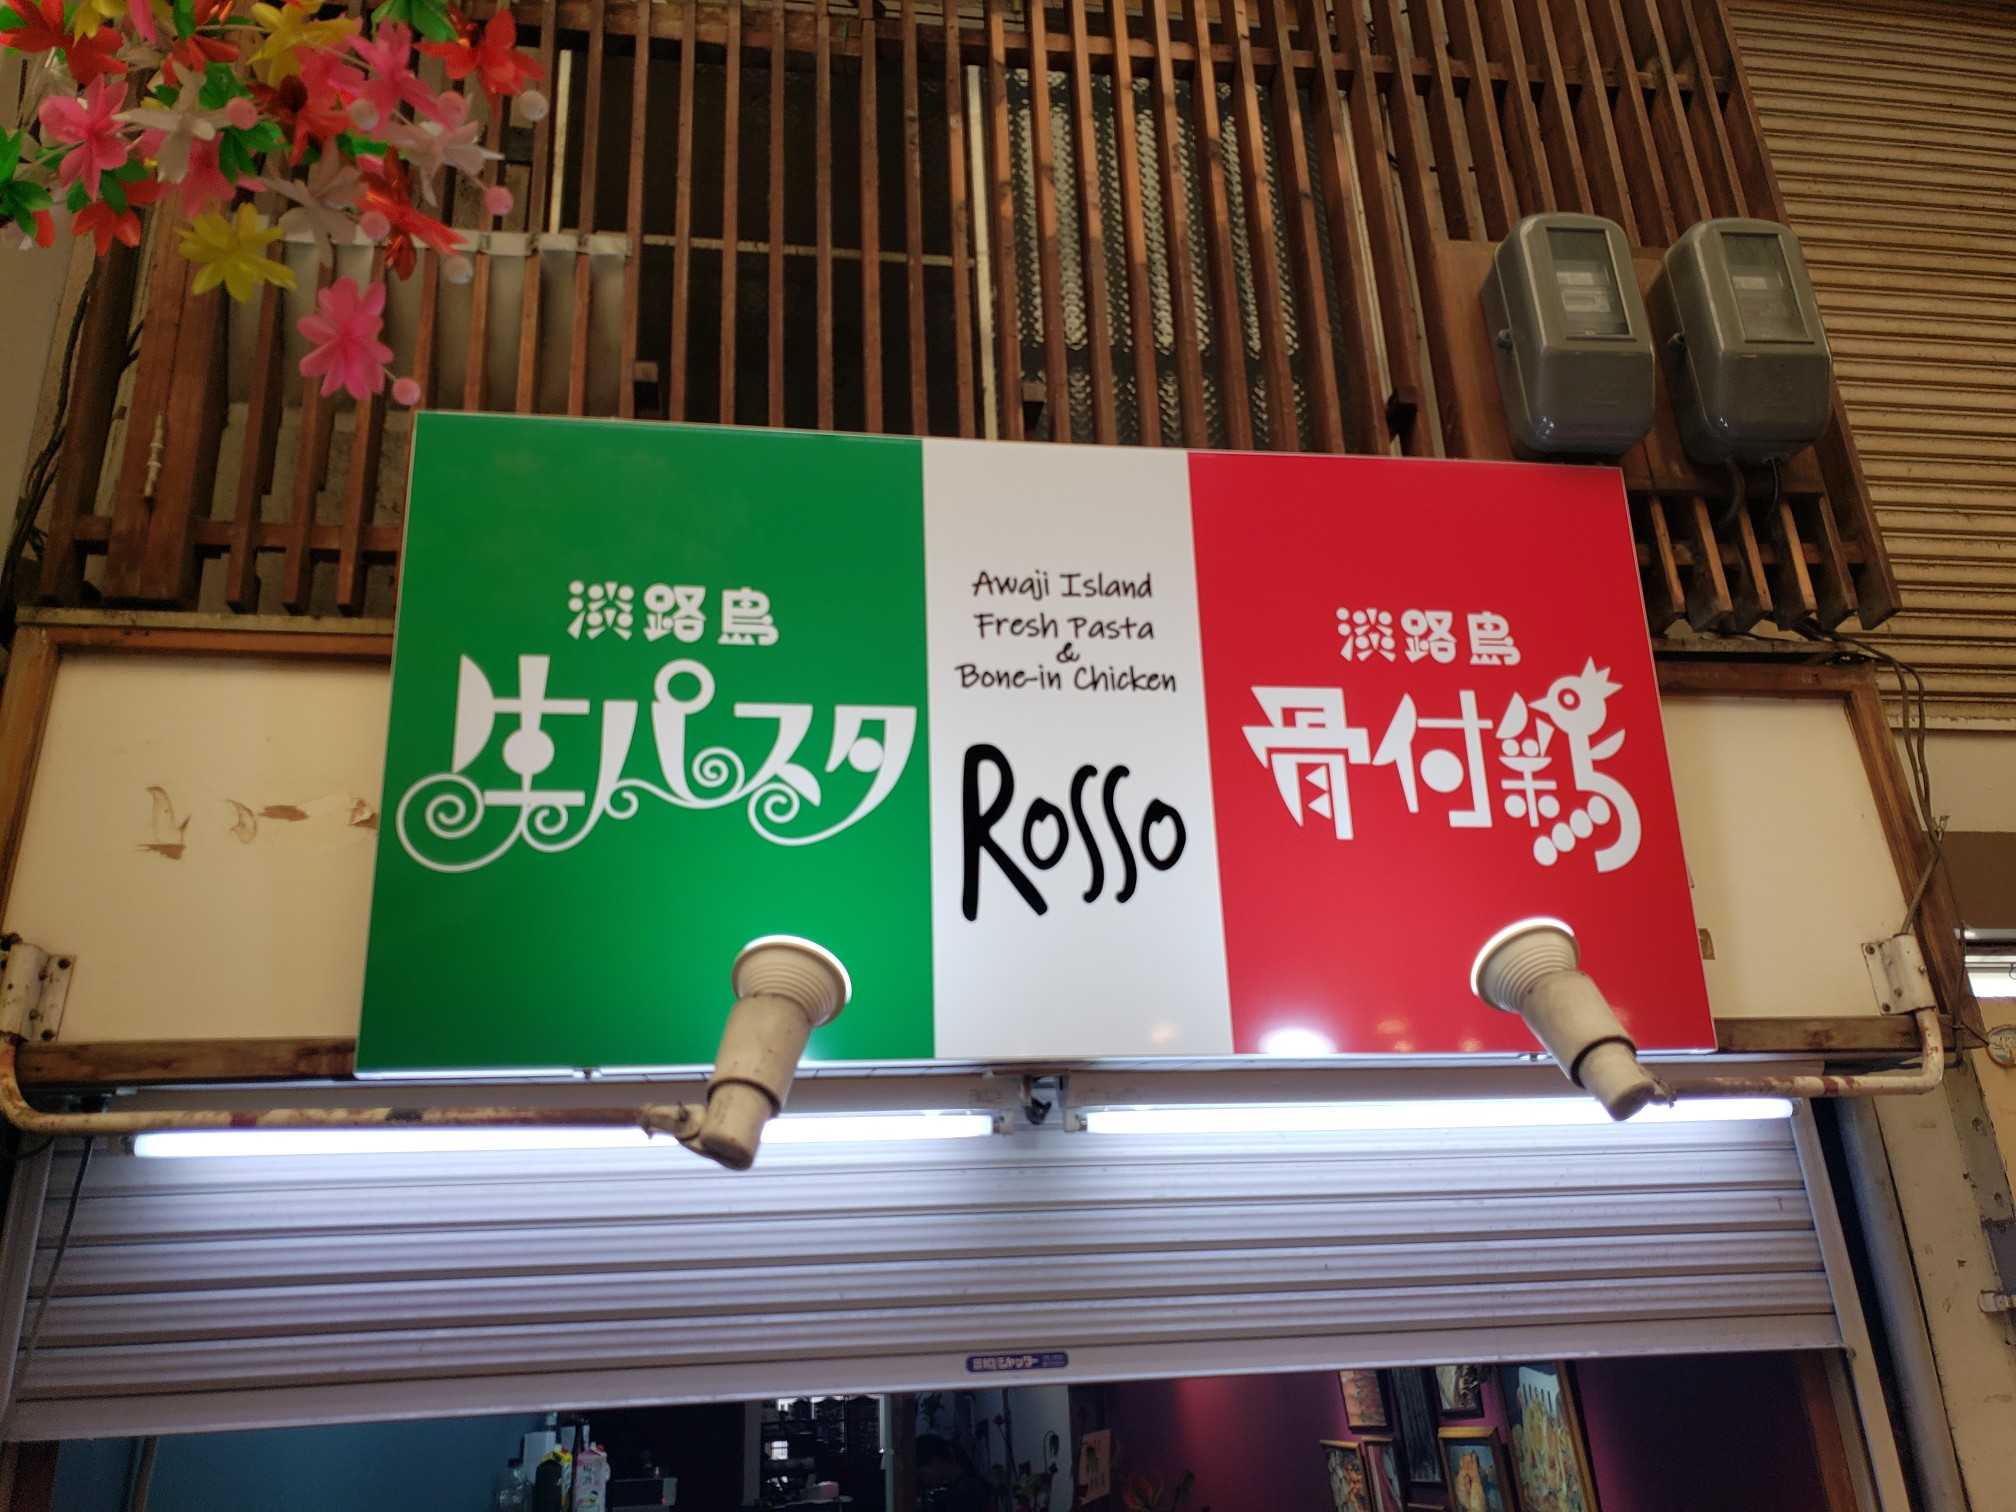 淡路島
生パスタ
Awaji Island
Fresh Pasta
&
Bone-in Chicken
Rosso
淡路島
骨付鶏